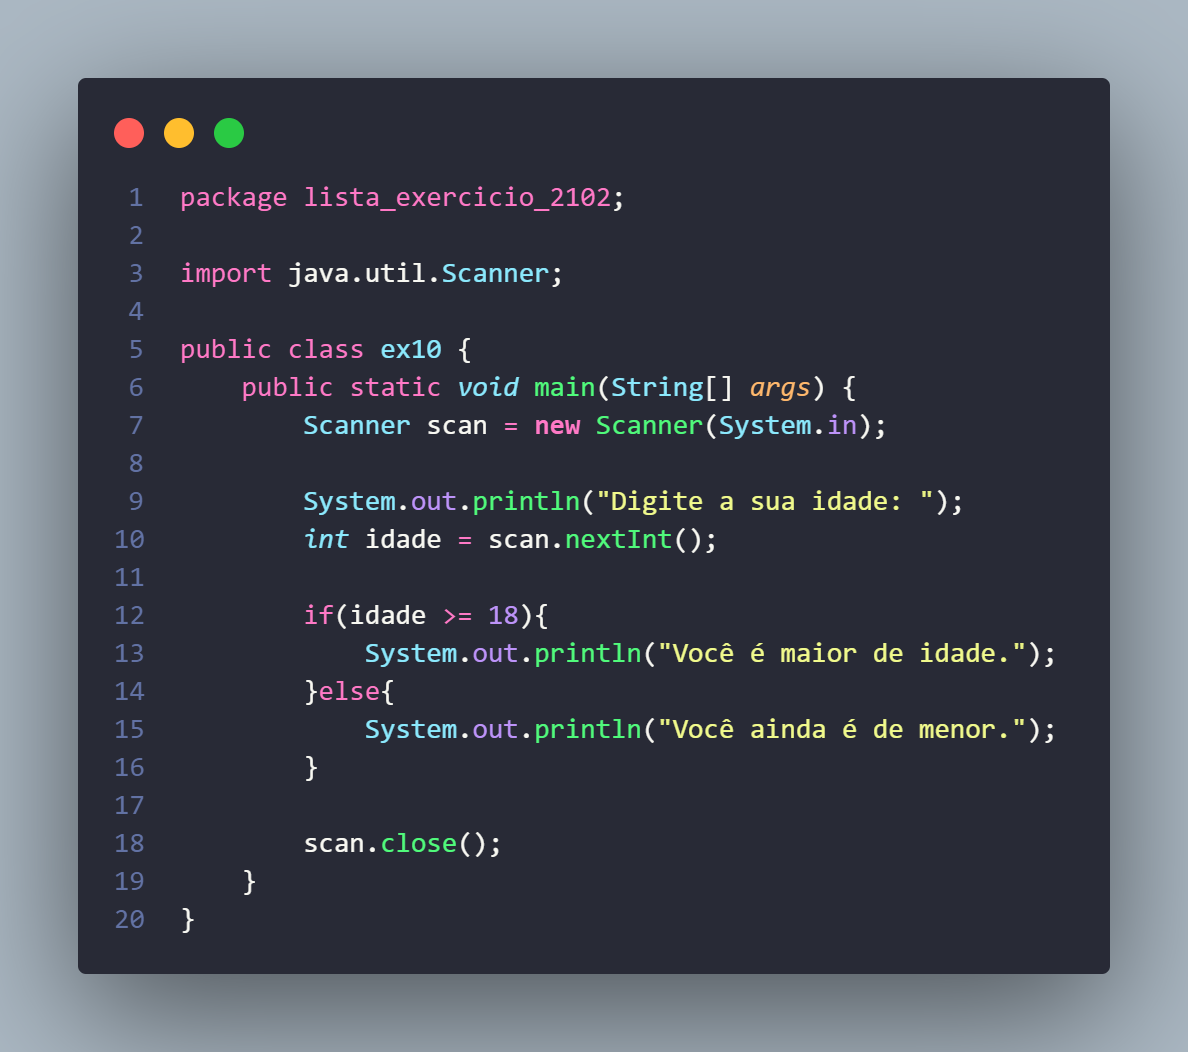 1 package lista_exercicio_2102;
2
3 import java.util.Scanner;
4
5 public class ex10 {
6     public static void main(String[] args) {
7         Scanner scan = new Scanner(System.in);
8
9         System.out.println("Digite a sua idade: ");
10         int idade = scan.nextInt();
11
12         if(idade >= 18){
13             System.out.println("Você é maior de idade.");
14         }else{
15             System.out.println("Você ainda é de menor.");
16         }
17
18         scan.close();
19     }
20 }